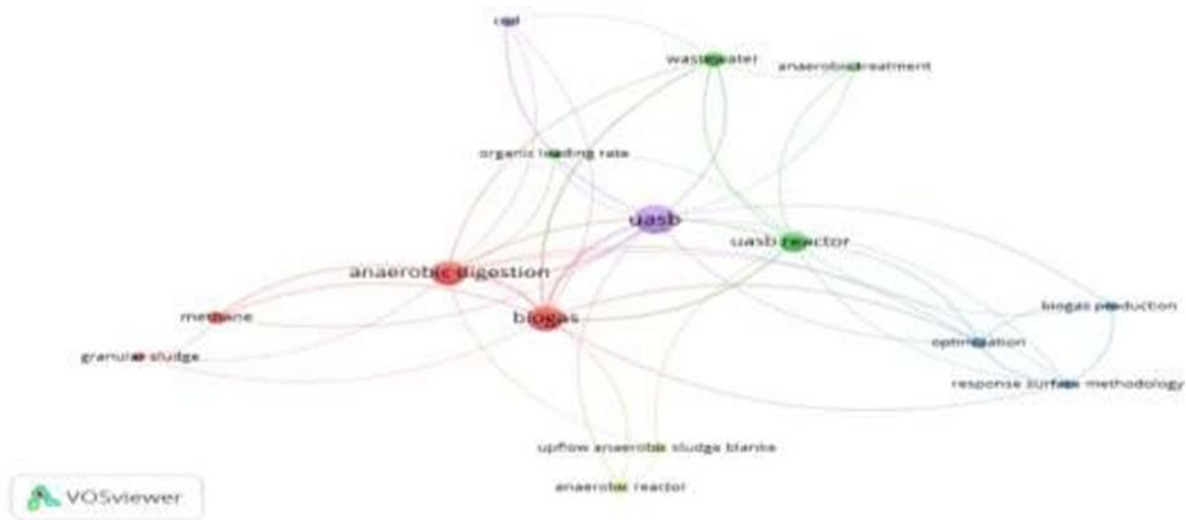 cod
wastewater
anaerobic treatment
organic loading rate
uasb
uasb reactor
anaerobic digestion
biogas
methane
granular sludge
biogas production
optimization
response surface methodology
upflow anaerobic sludge blanke
anaerobic reactor
VOSviewer